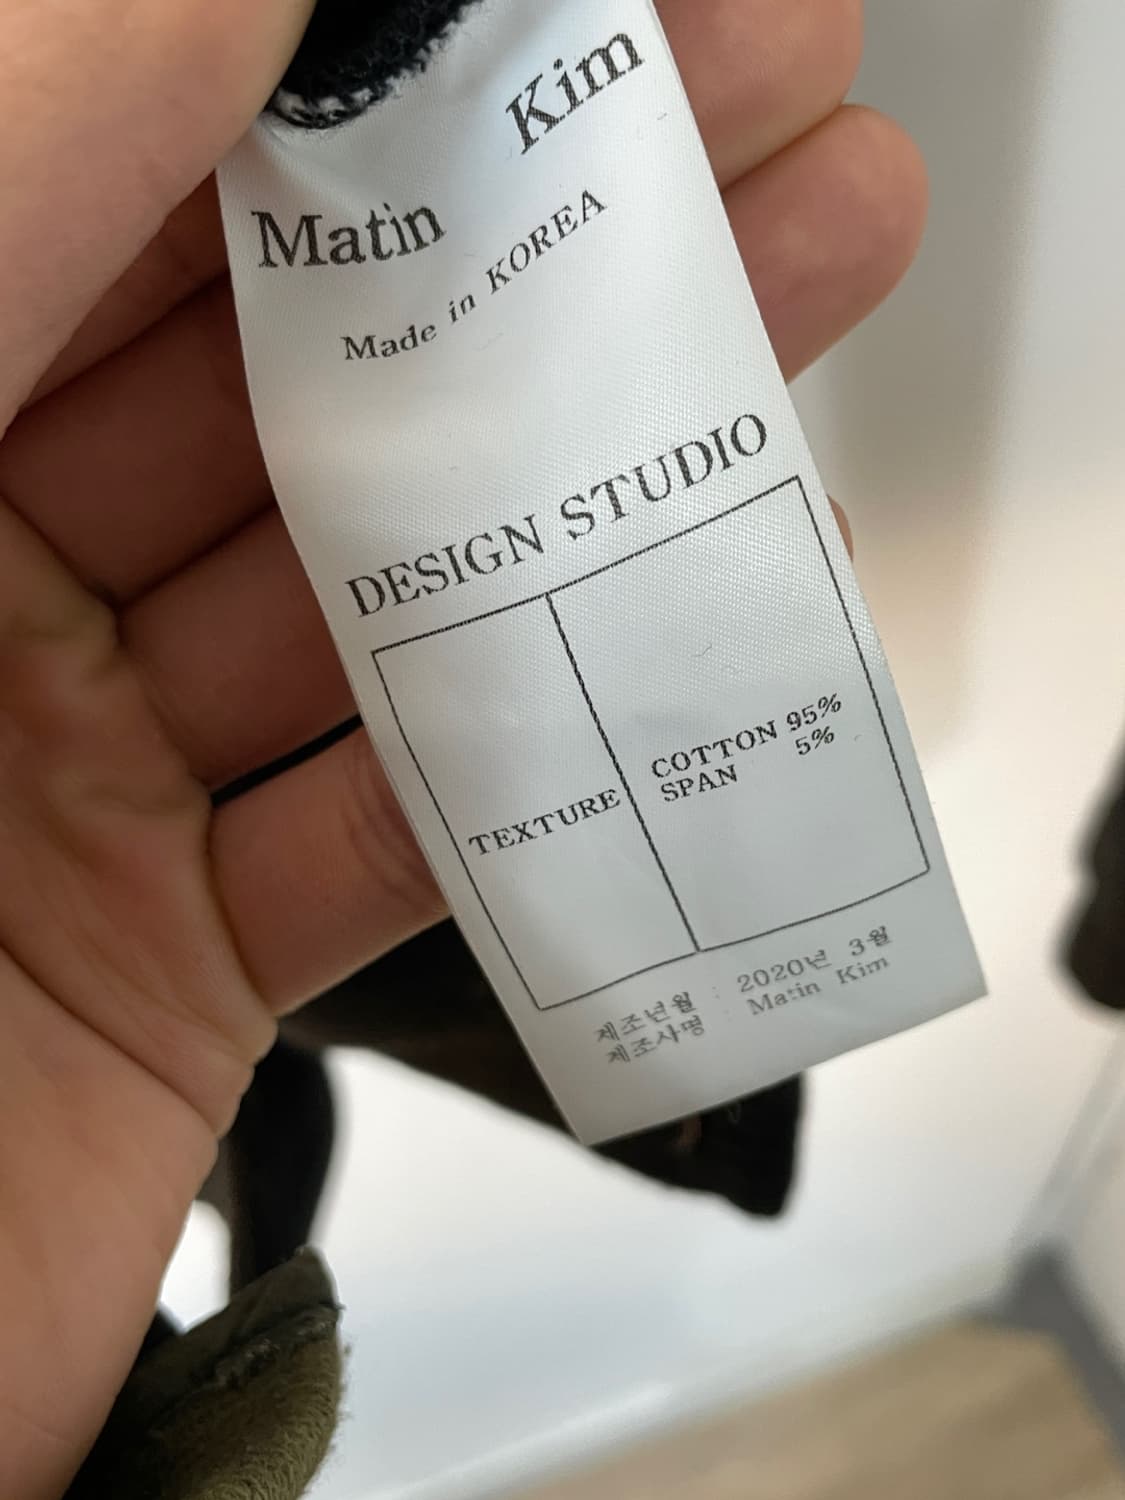 Matin Kim
Made in KOREA
DESIGN STUDIO
TEXTURE
COTTON 95%
SPAN 5%
제조년월 : 2020년 3월
제조사명 : Matin Kim